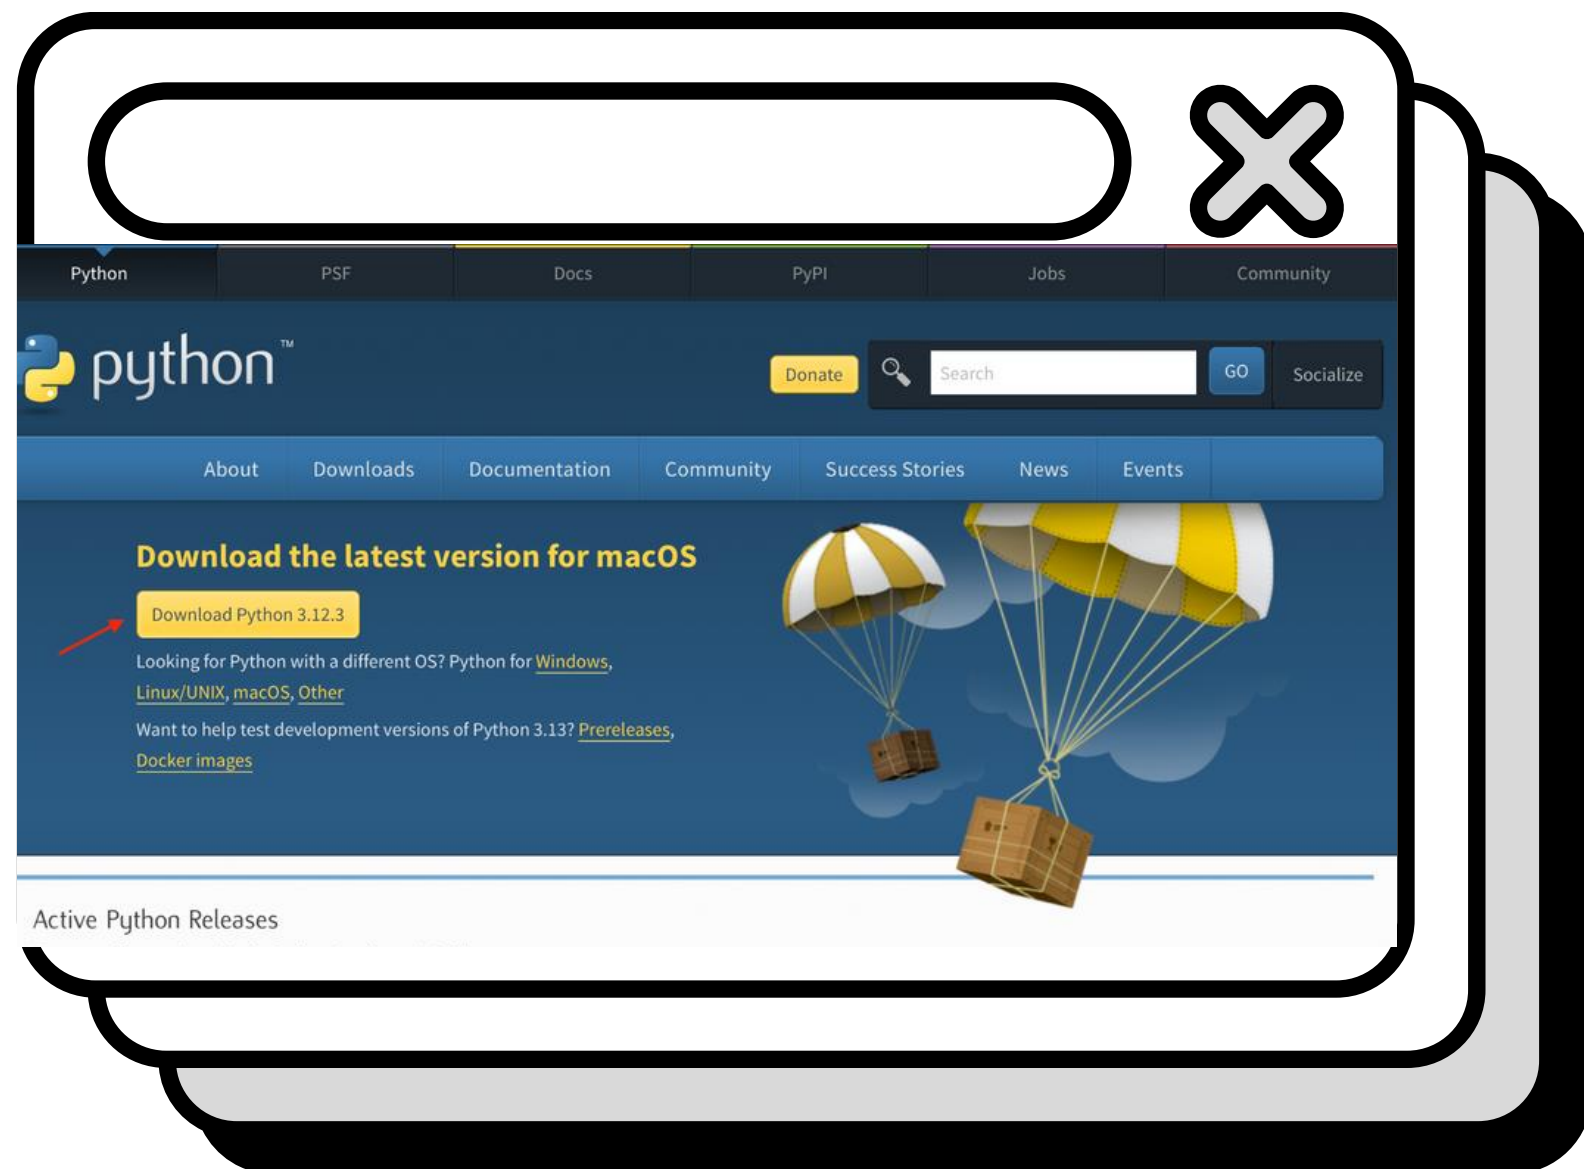 Python PSF Docs PyPI Jobs Community
python™
Donate Search GO Socialize
About Downloads Documentation Community Success Stories News Events
Download the latest version for macOS
Download Python 3.12.3
Looking for Python with a different OS? Python for Windows,
Linux/UNIX, macOS, Other
Want to help test development versions of Python 3.13? Prereleases,
Docker images
Active Python Releases